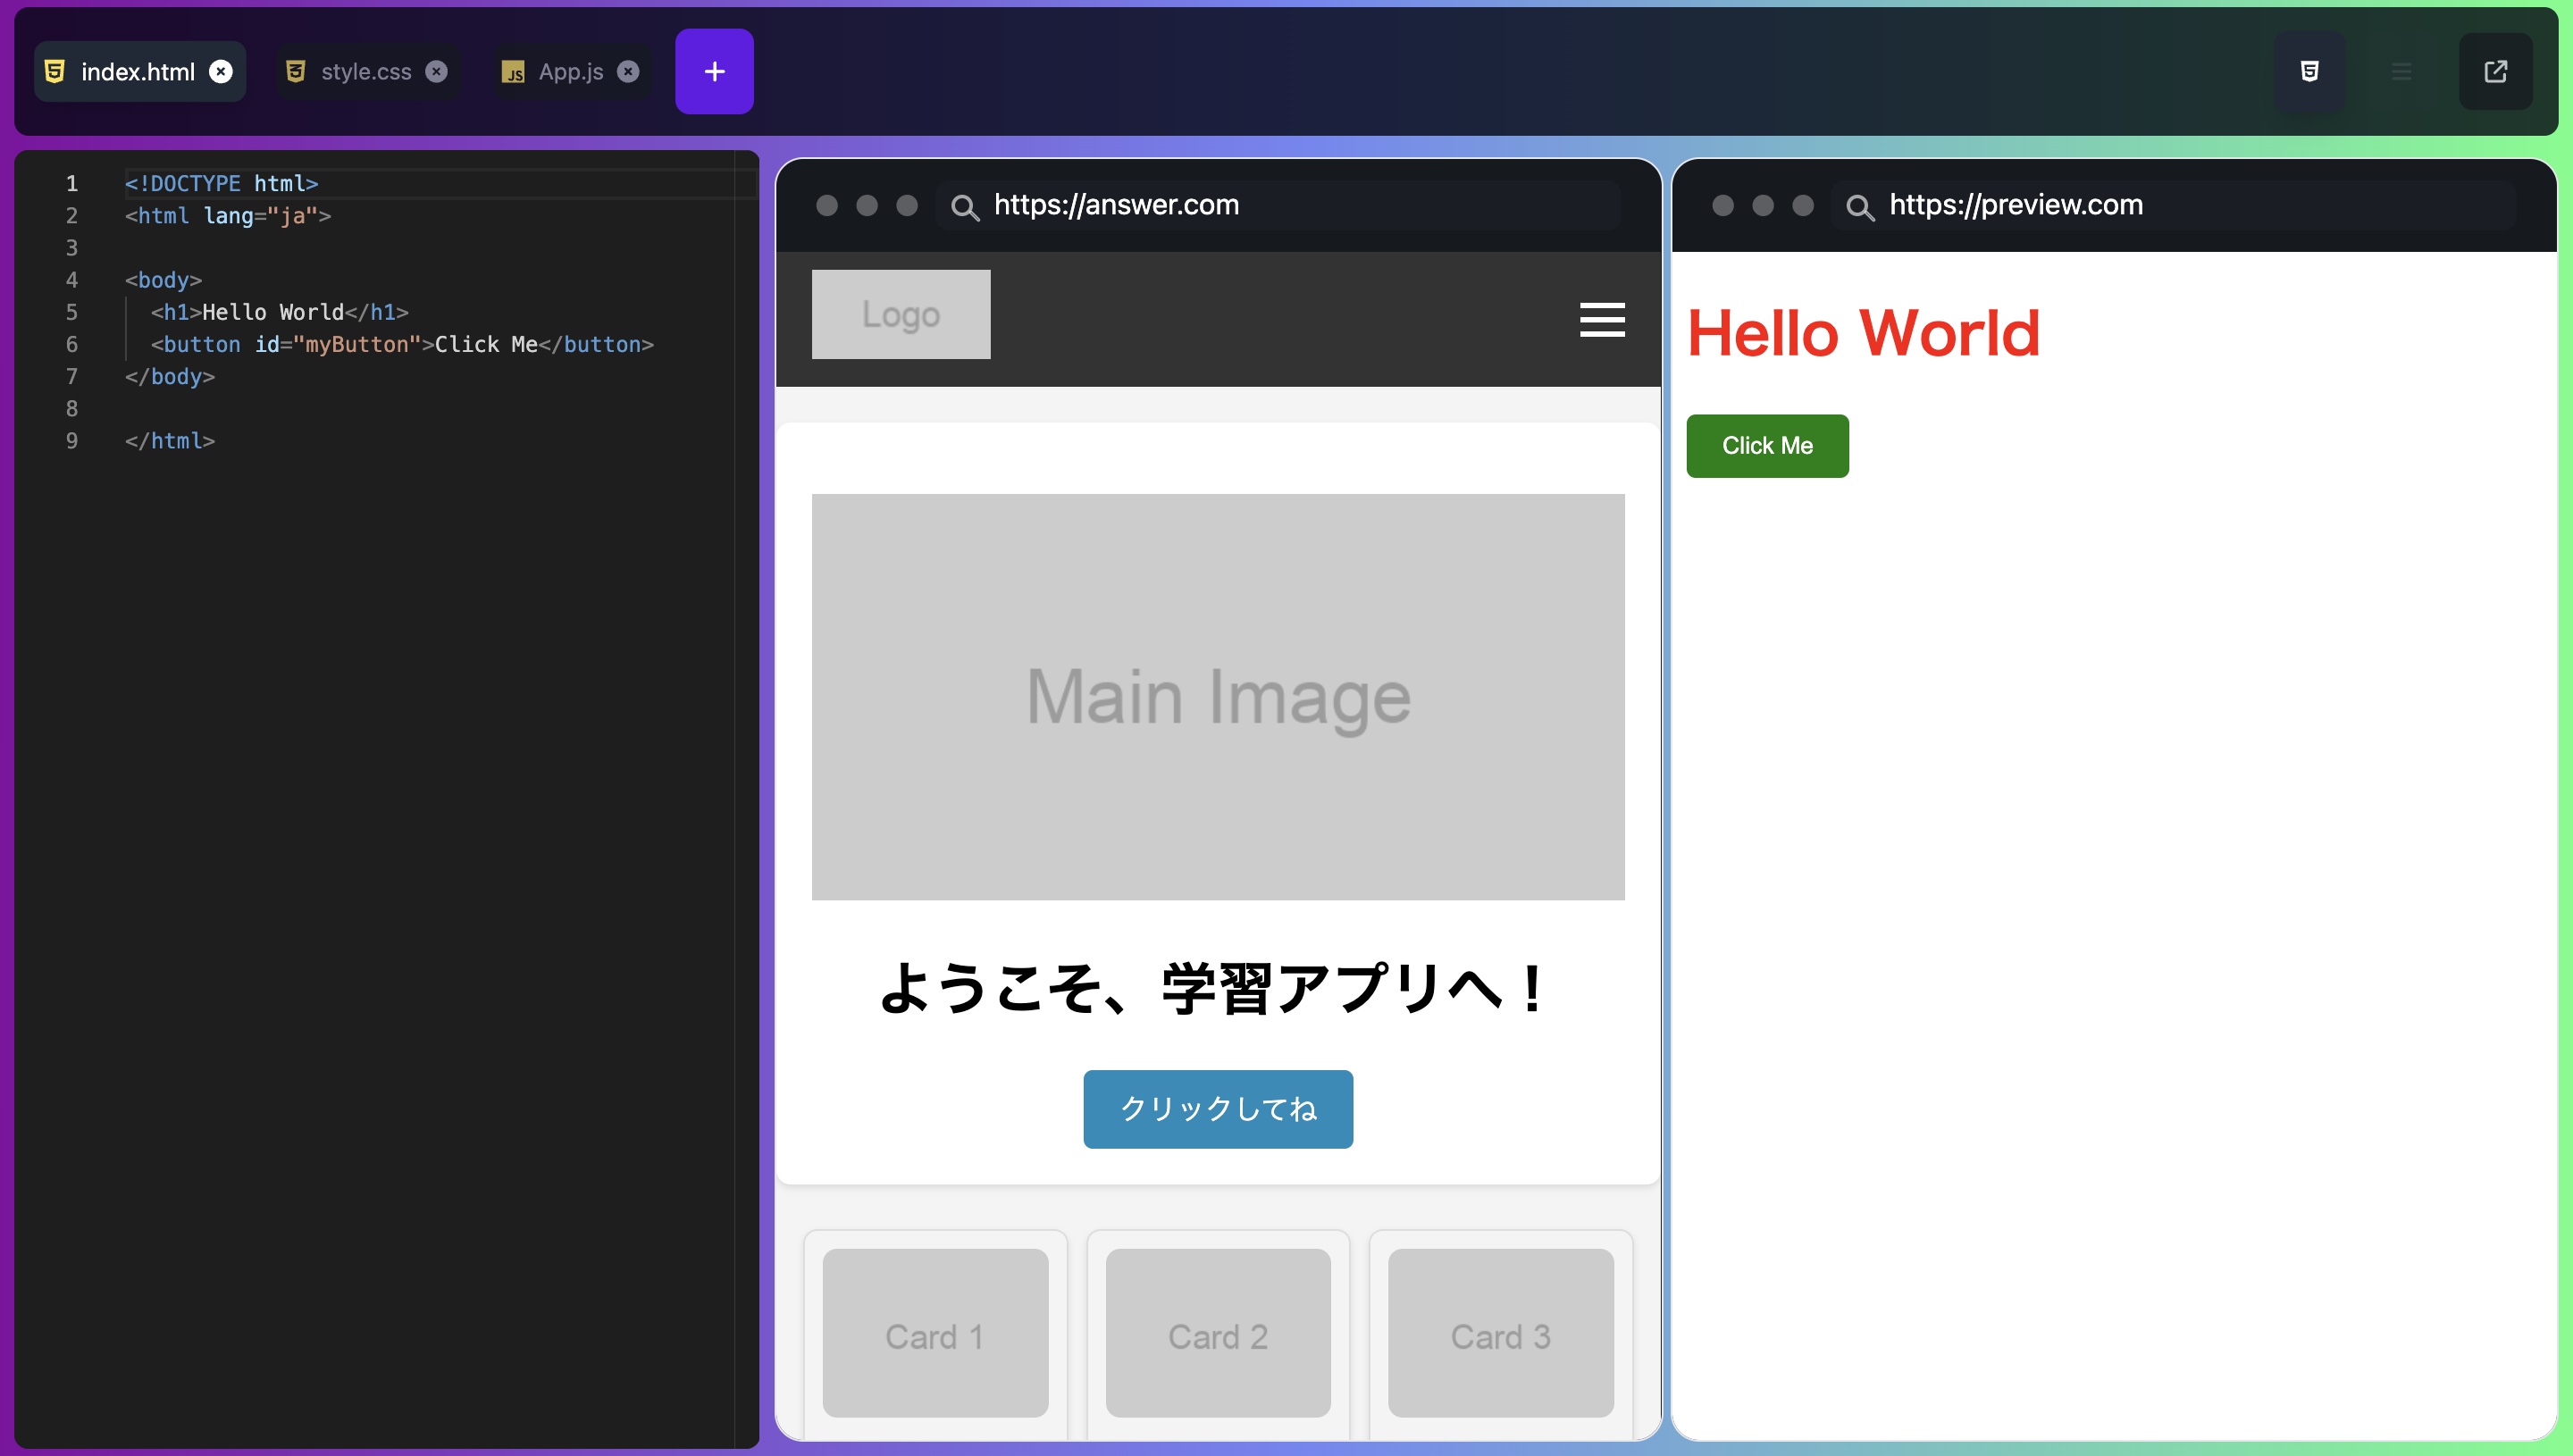 index.html
style.css
App.js
+
1 <!DOCTYPE html>
2 <html lang="ja">
3
4 <body>
5   <h1>Hello World</h1>
6   <button id="myButton">Click Me</button>
7 </body>
8
9 </html>
https://answer.com
Logo
Main Image
ようこそ、学習アプリへ！
クリックしてね
Card 1
Card 2
Card 3
https://preview.com
Hello World
Click Me